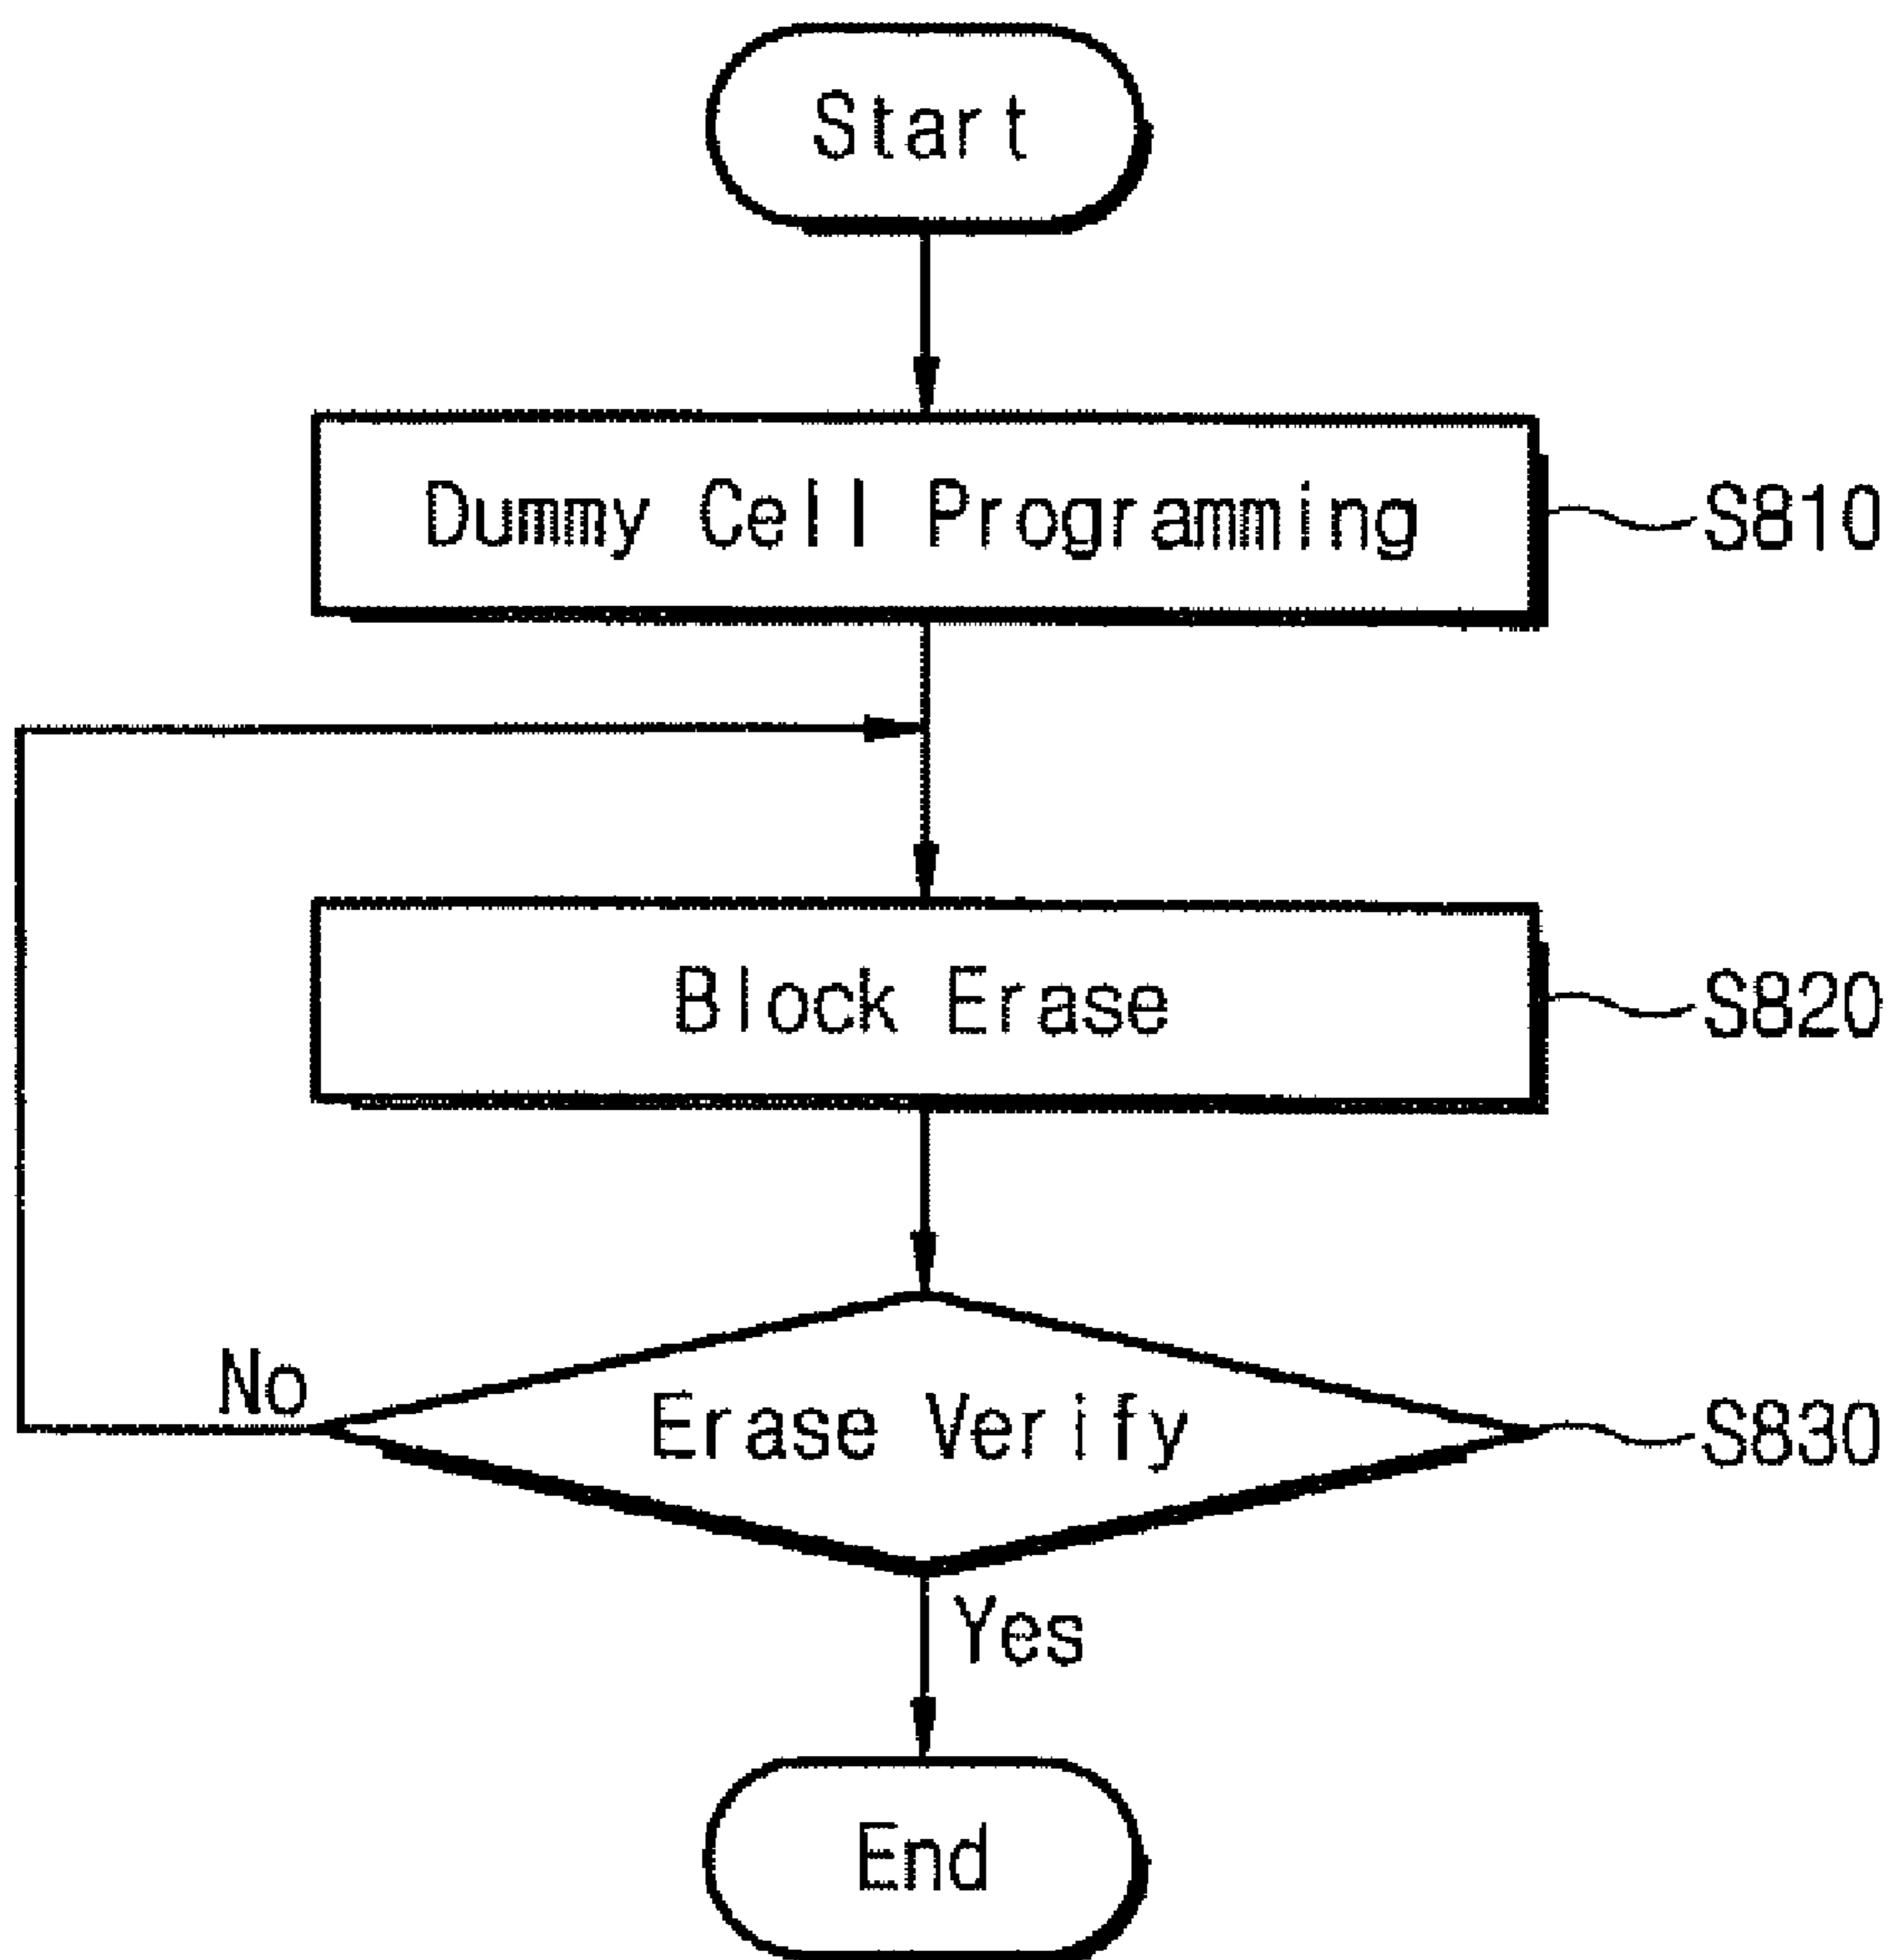 Start
Dummy Cell Programming
S810
Block Erase
S820
No
Erase Verify
S830
Yes
End